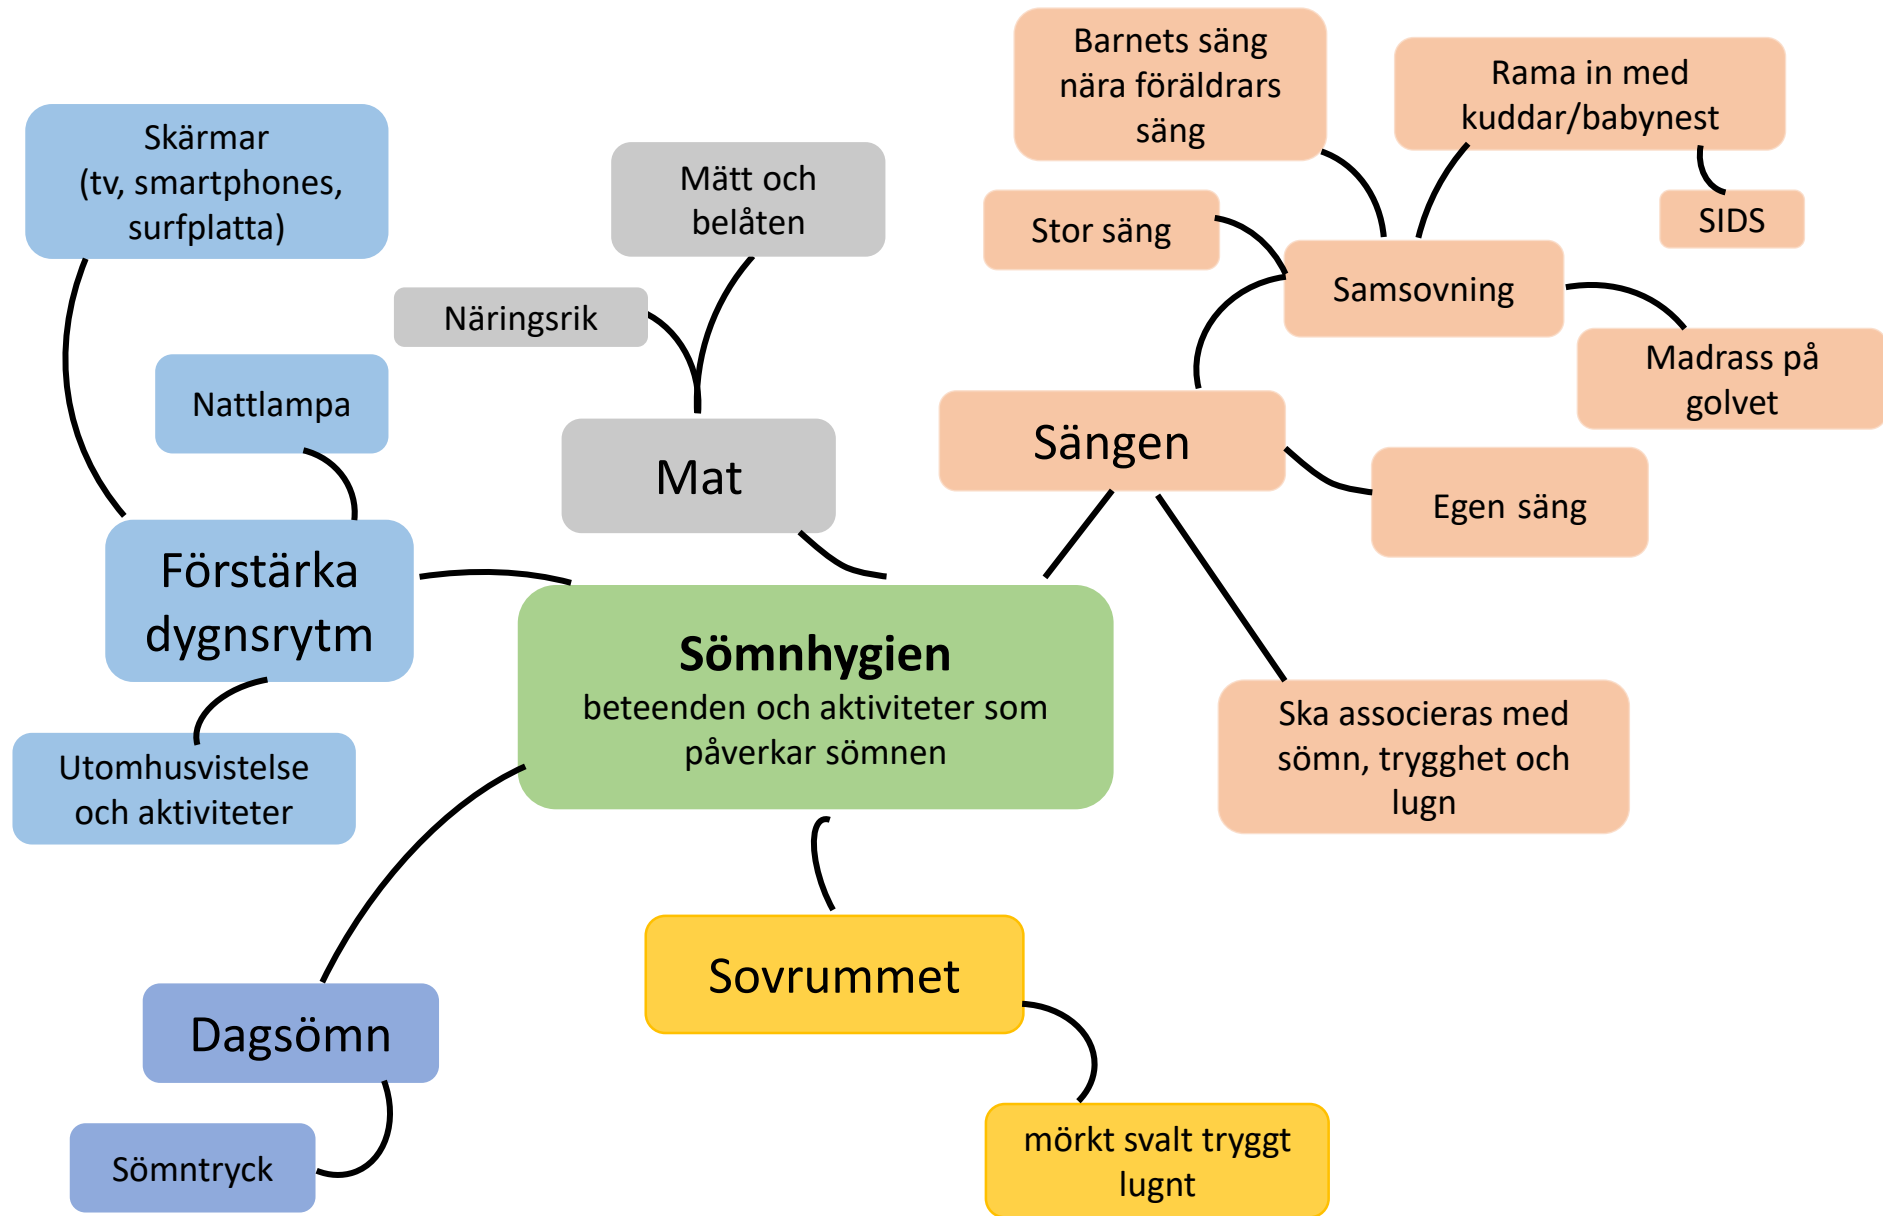 Barnets säng
nära föräldrars
säng
Rama in med
kuddar/babynest
Skärmar
(tv, smartphones,
surfplatta)
Mätt och
belåten
Stor säng
SIDS
Samsovning
Näringsrik
Madrass på
golvet
Nattlampa
Sängen
Mat
Egen säng
Förstärka
dygnsrytm
Sömnhygien
beteenden och aktiviteter som
påverkar sömnen
Ska associeras med
sömn, trygghet och
lugn
Utomhusvistelse
och aktiviteter
Sovrummet
Dagsömn
mörkt svalt tryggt
lugnt
Sömntryck